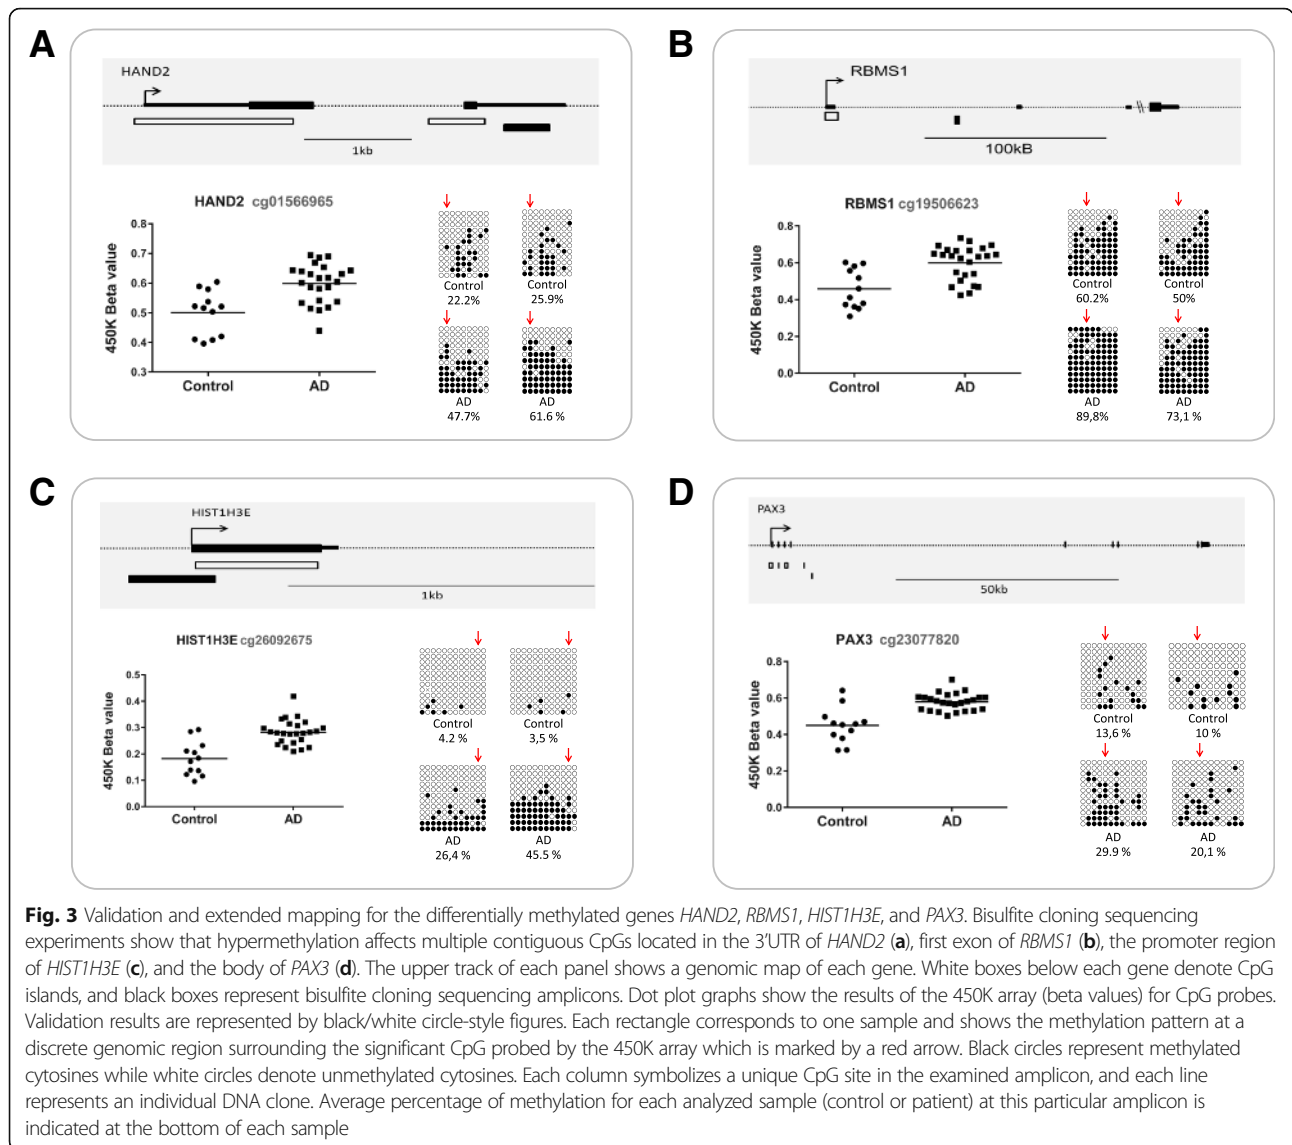 A
HAND2
1kb
HAND2 cg01566965
450K Beta value
0.8
0.7
0.6
0.5
0.4
0.3
Control
AD
Control
22.2%
Control
25.9%
AD
47.7%
AD
61.6 %
B
RBMS1
100kB
RBMS1 cg19506623
450K Beta value
0.8
0.6
0.4
0.2
0.0
Control
AD
Control
60.2%
Control
50%
AD
89,8%
AD
73,1 %
C
HIST1H3E
1kb
HIST1H3E cg26092675
450K Beta value
0.5
0.4
0.3
0.2
0.1
0.0
Control
AD
Control
4.2 %
Control
3,5 %
AD
26,4 %
AD
45.5 %
D
PAX3
50kb
PAX3 cg23077820
450K Beta value
0.8
0.6
0.4
0.2
0.0
Control
AD
Control
13,6 %
Control
10 %
AD
29.9 %
AD
20,1 %
Fig. 3 Validation and extended mapping for the differentially methylated genes HAND2, RBMS1, HIST1H3E, and PAX3. Bisulfite cloning sequencing
experiments show that hypermethylation affects multiple contiguous CpGs located in the 3′UTR of HAND2 (a), first exon of RBMS1 (b), the promoter region
of HIST1H3E (c), and the body of PAX3 (d). The upper track of each panel shows a genomic map of each gene. White boxes below each gene denote CpG
islands, and black boxes represent bisulfite cloning sequencing amplicons. Dot plot graphs show the results of the 450K array (beta values) for CpG probes.
Validation results are represented by black/white circle-style figures. Each rectangle corresponds to one sample and shows the methylation pattern at a
discrete genomic region surrounding the significant CpG probed by the 450K array which is marked by a red arrow. Black circles represent methylated
cytosines while white circles denote unmethylated cytosines. Each column symbolizes a unique CpG site in the examined amplicon, and each line
represents an individual DNA clone. Average percentage of methylation for each analyzed sample (control or patient) at this particular amplicon is
indicated at the bottom of each sample